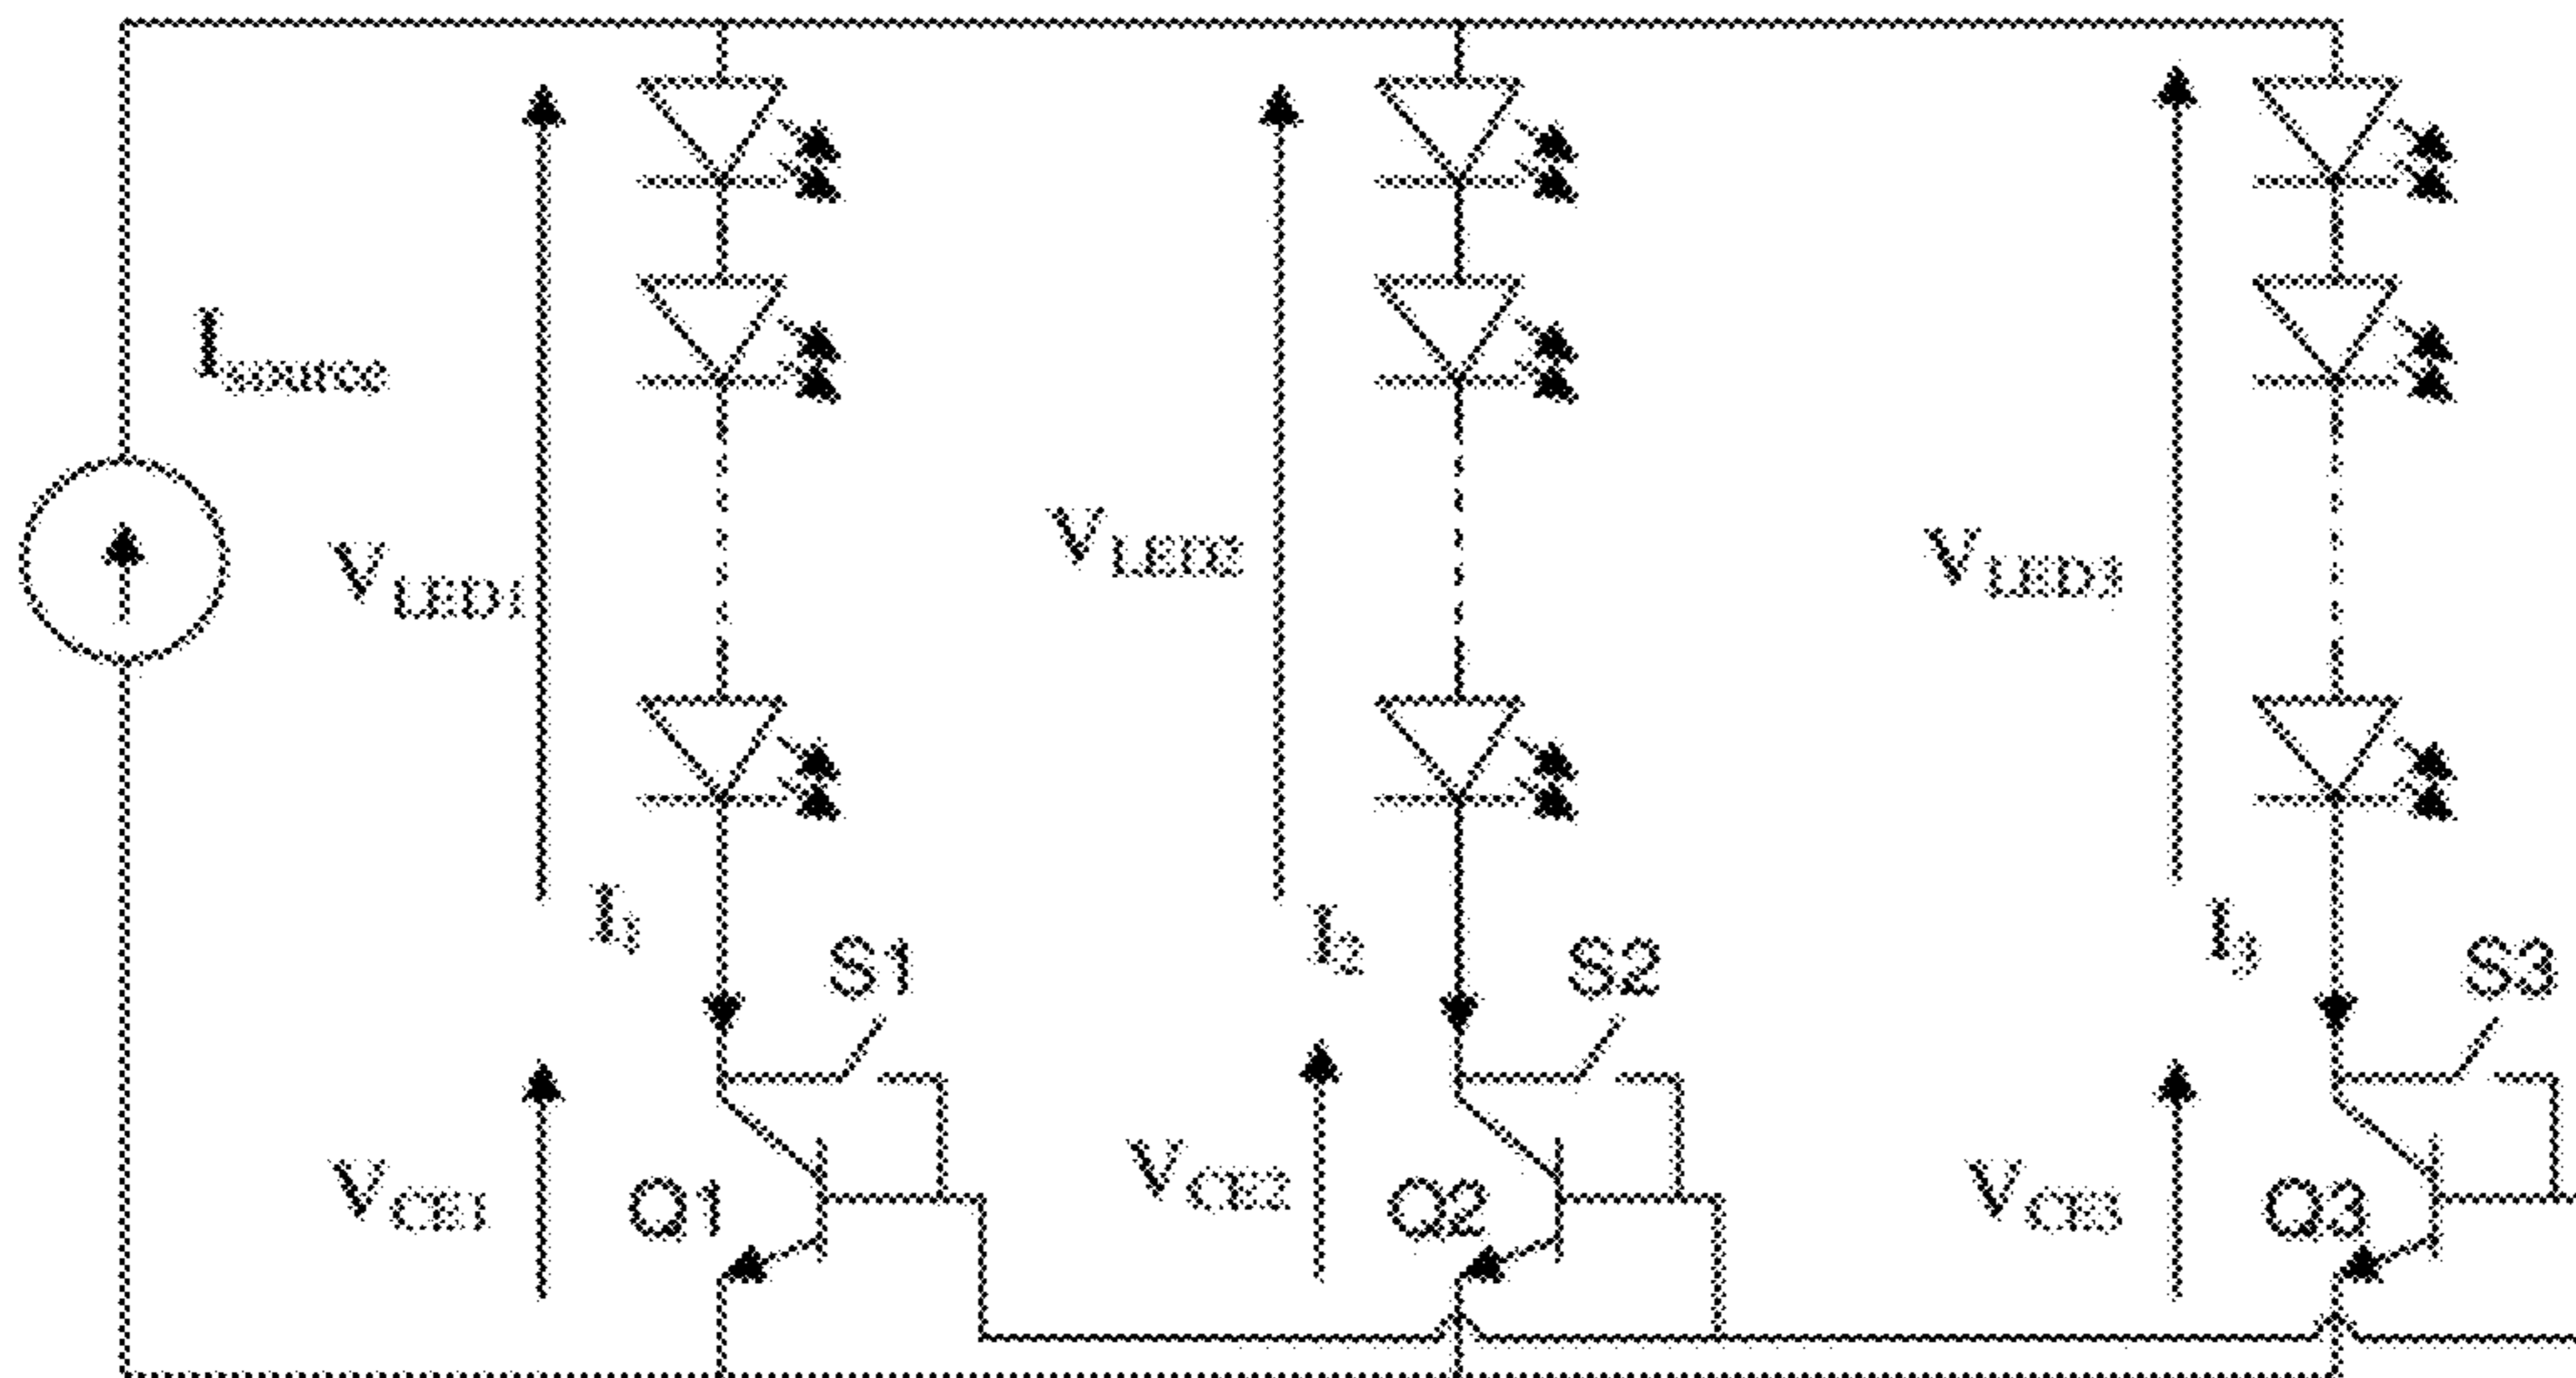 Isource
VLED1
VLED2
VLED3
I1
S1
I2
S2
I3
S3
VCE1
Q1
VCE2
Q2
VCE3
Q3